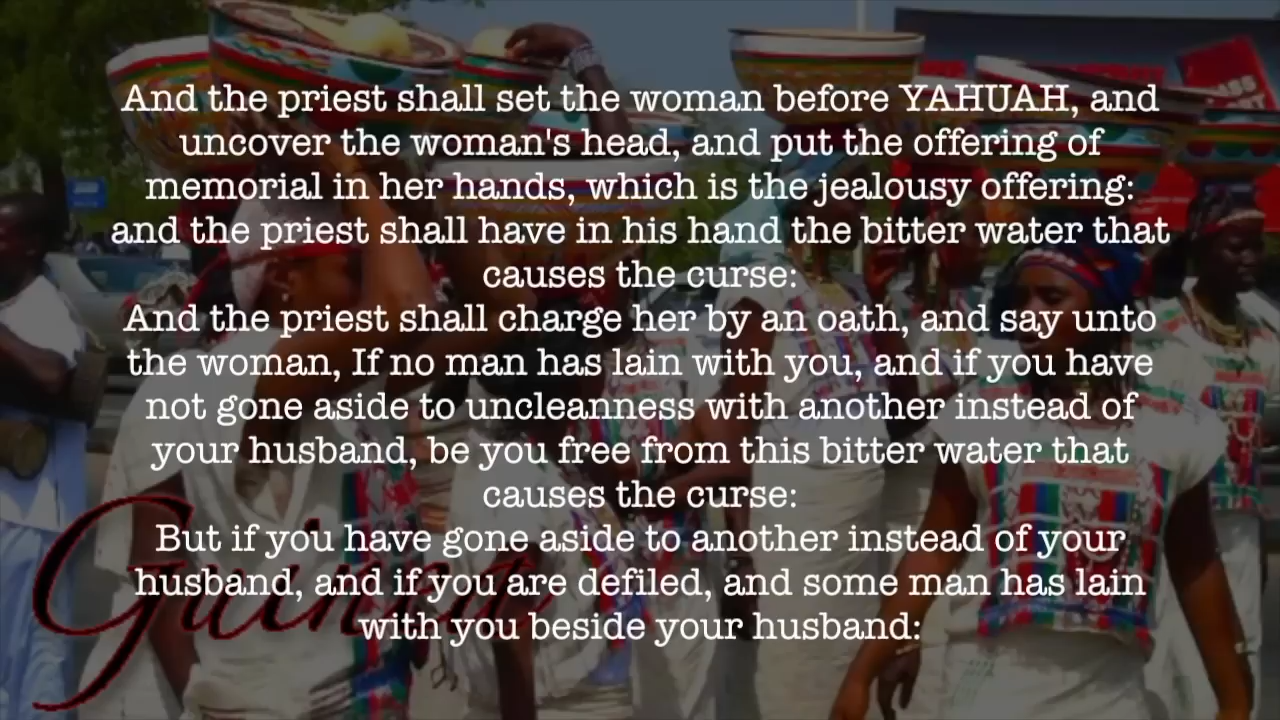 And the priest shall set the woman before YAHUAH, and
uncover the woman's head, and put the offering of
memorial in her hands, which is the jealousy offering:
and the priest shall have in his hand the bitter water that
causes the curse:
And the priest shall charge her by an oath, and say unto
the woman, If no man has lain with you, and if you have
not gone aside to uncleanness with another instead of
your husband, be you free from this bitter water that
causes the curse:
But if you have gone aside to another instead of your
husband, and if you are defiled, and some man has lain
with you beside your husband: